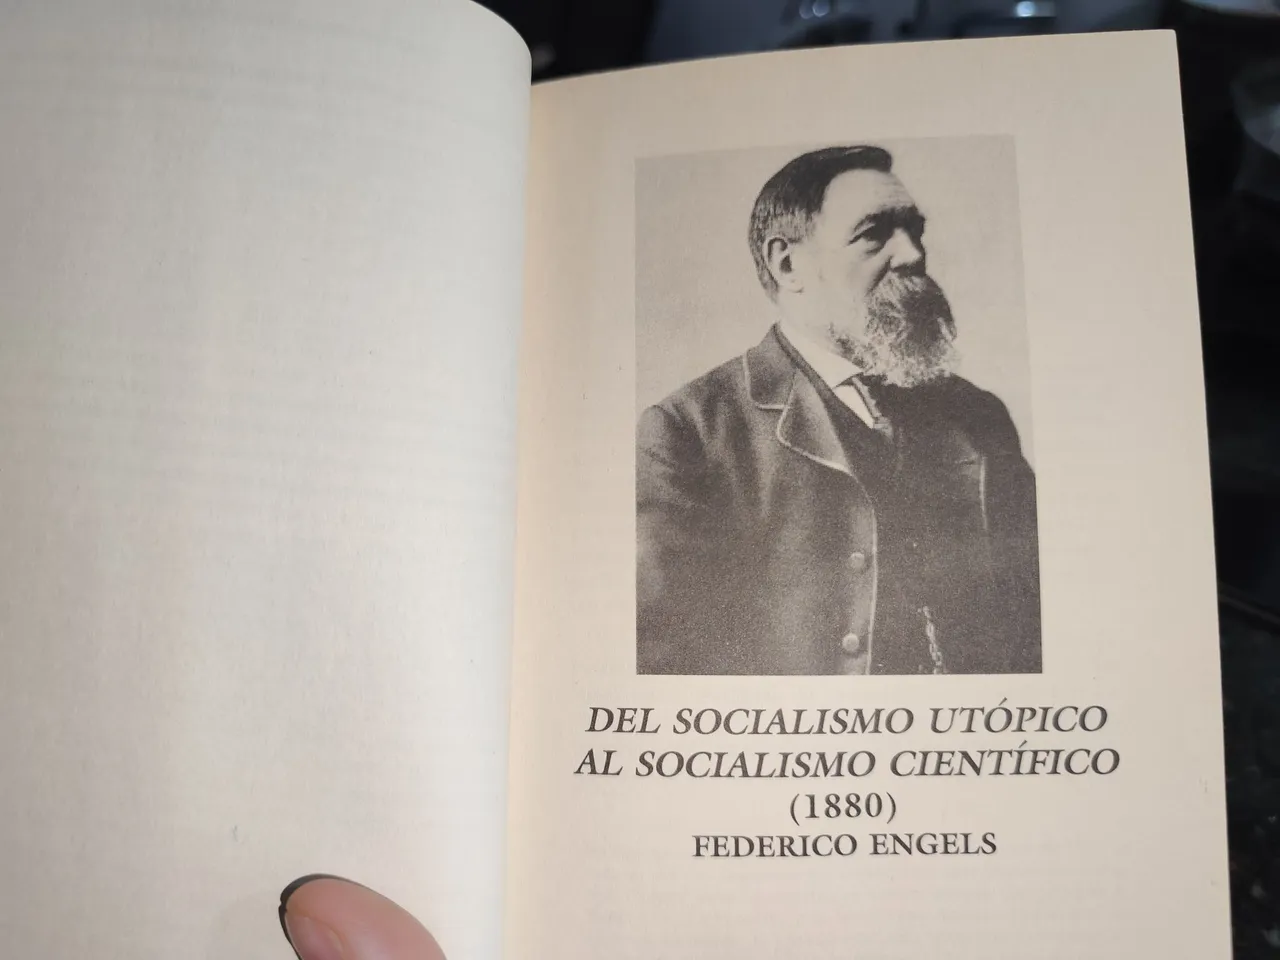 DEL SOCIALISMO UTÓPICO
AL SOCIALISMO CIENTÍFICO
(1880)
FEDERICO ENGELS